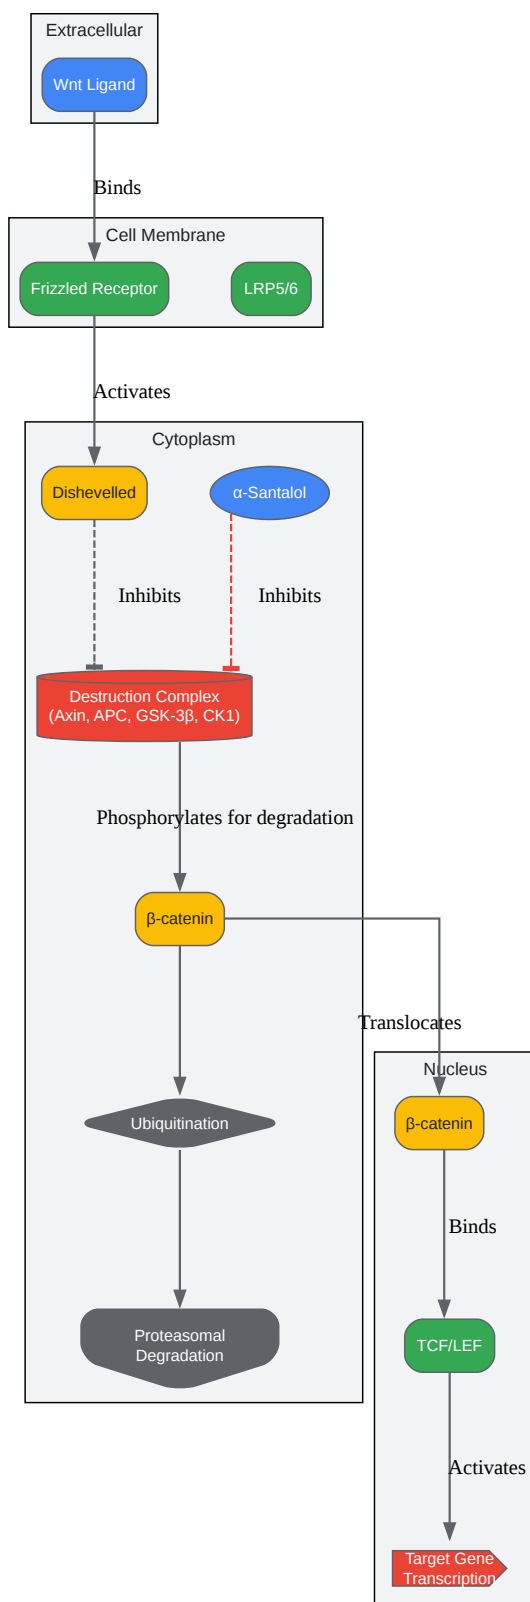 Extracellular
Wnt Ligand
Binds
Cell Membrane
Frizzled Receptor
LRP5/6
Activates
Cytoplasm
Dishevelled
α-Santalol
Inhibits
Inhibits
Destruction Complex
(Axin, APC, GSK-3β, CK1)
Phosphorylates for degradation
β-catenin
Translocates
Nucleus
β-catenin
Ubiquitination
Binds
Proteasomal
Degradation
TCF/LEF
Activates
Target Gene
Transcription